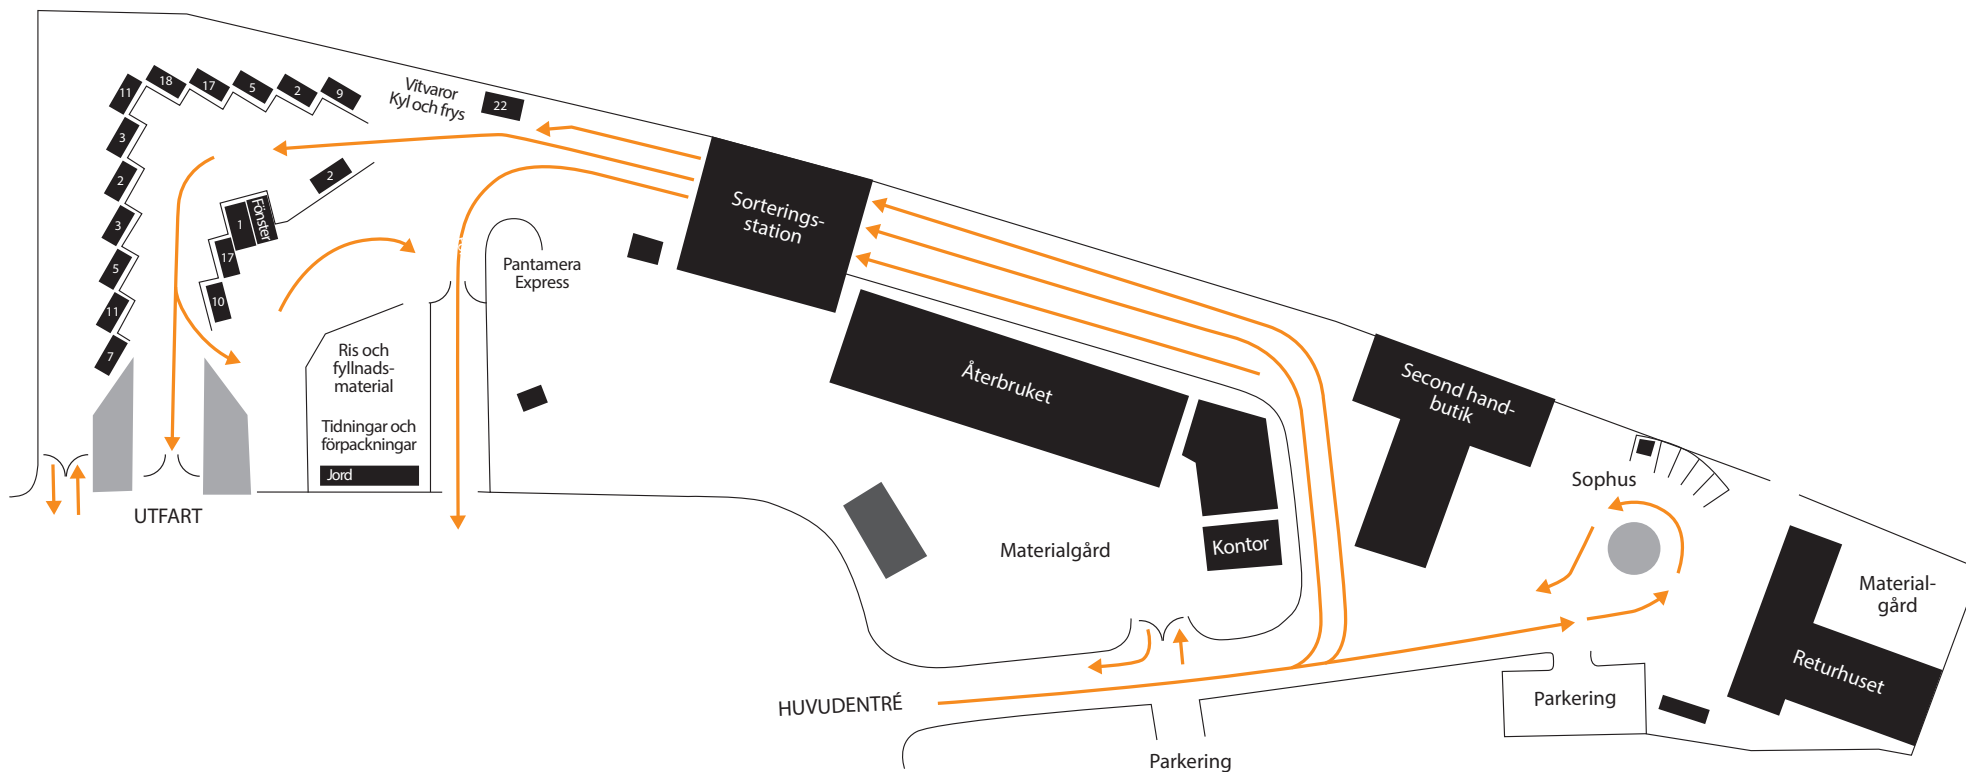 11
18
17
5
2
9
Vitvaror
Kyl och frys
22
3
2
3
5
11
7
2
1
Fönster
17
10
Sorterings-
station
Pantamera
Express
Ris och
fyllnads-
material
Tidningar och
förpackningar
Jord
UTFART
Återbruket
Second hand-
butik
Sophus
Materialgård
Kontor
Material-
gård
Returhuset
HUVUDENTRÉ
Parkering
Parkering